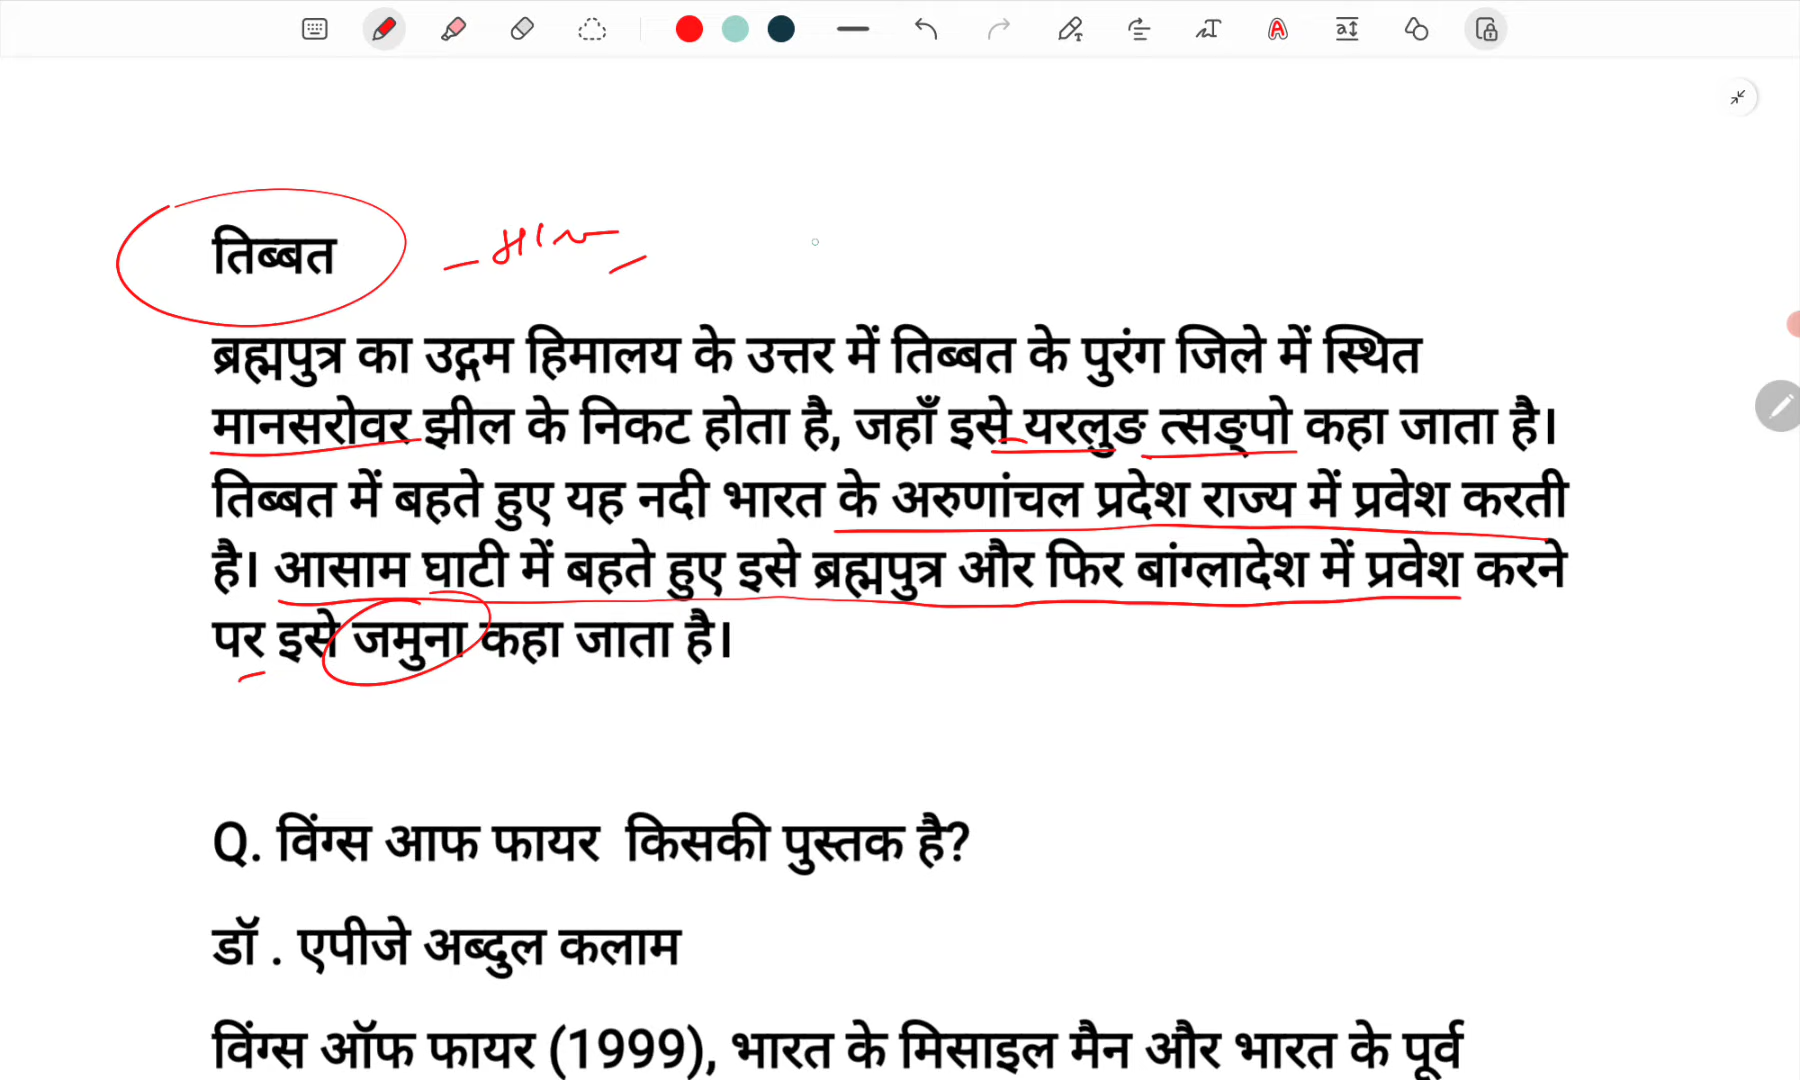 तिब्बत
ब्रह्मपुत्र का उद्गम हिमालय के उत्तर में तिब्बत के पुरंग जिले में स्थित
मानसरोवर झील के निकट होता है, जहाँ इसे यरलुङ त्सङ्पो कहा जाता है।
तिब्बत में बहते हुए यह नदी भारत के अरुणांचल प्रदेश राज्य में प्रवेश करती
है। आसाम घाटी में बहते हुए इसे ब्रह्मपुत्र और फिर बांग्लादेश में प्रवेश करने
पर इसे जमुना कहा जाता है।
Q. विंग्स आफ फायर किसकी पुस्तक है?
डॉ . एपीजे अब्दुल कलाम
विंग्स ऑफ फायर (1999), भारत के मिसाइल मैन और भारत के पूर्व